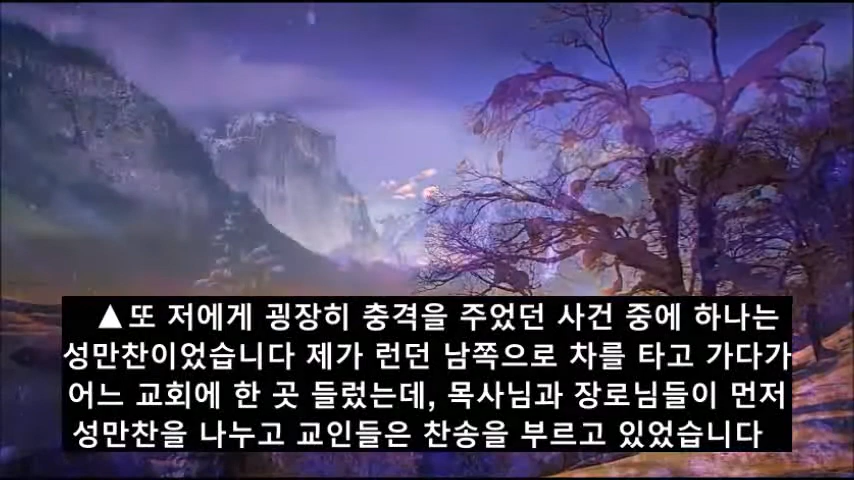 ▲또 저에게 굉장히 충격을 주었던 사건 중에 하나는
성만찬이었습니다 제가 런던 남쪽으로 차를 타고 가다가
어느 교회에 한 곳 들렀는데, 목사님과 장로님들이 먼저
성만찬을 나누고 교인들은 찬송을 부르고 있었습니다